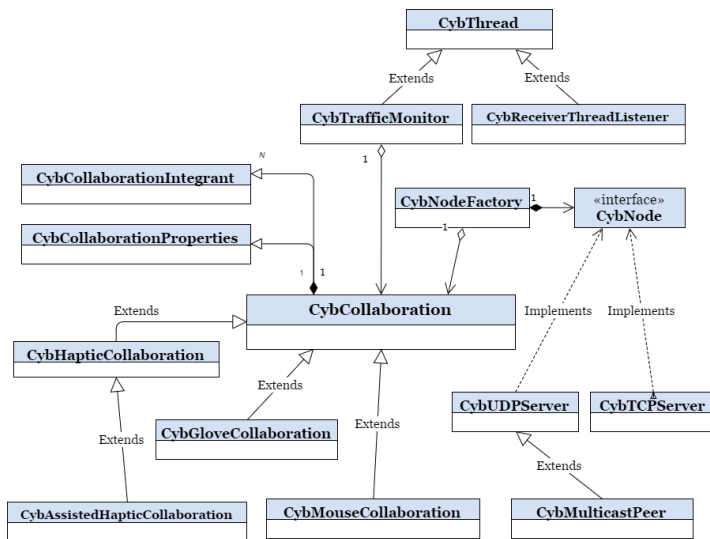 CybThread
Extends
Extends
CybTrafficMonitor
CybReceiverThreadListener
1
N
CybCollaborationIntegrant
CybNodeFactory
1
«interface»
CybNode
CybCollaborationProperties
1
1
1
CybCollaboration
Extends
Implements
Implements
CybHapticCollaboration
Extends
Extends
CybUDPServer
CybTCPServer
Extends
CybGloveCollaboration
Extends
CybAssistedHapticCollaboration
CybMouseCollaboration
CybMulticastPeer